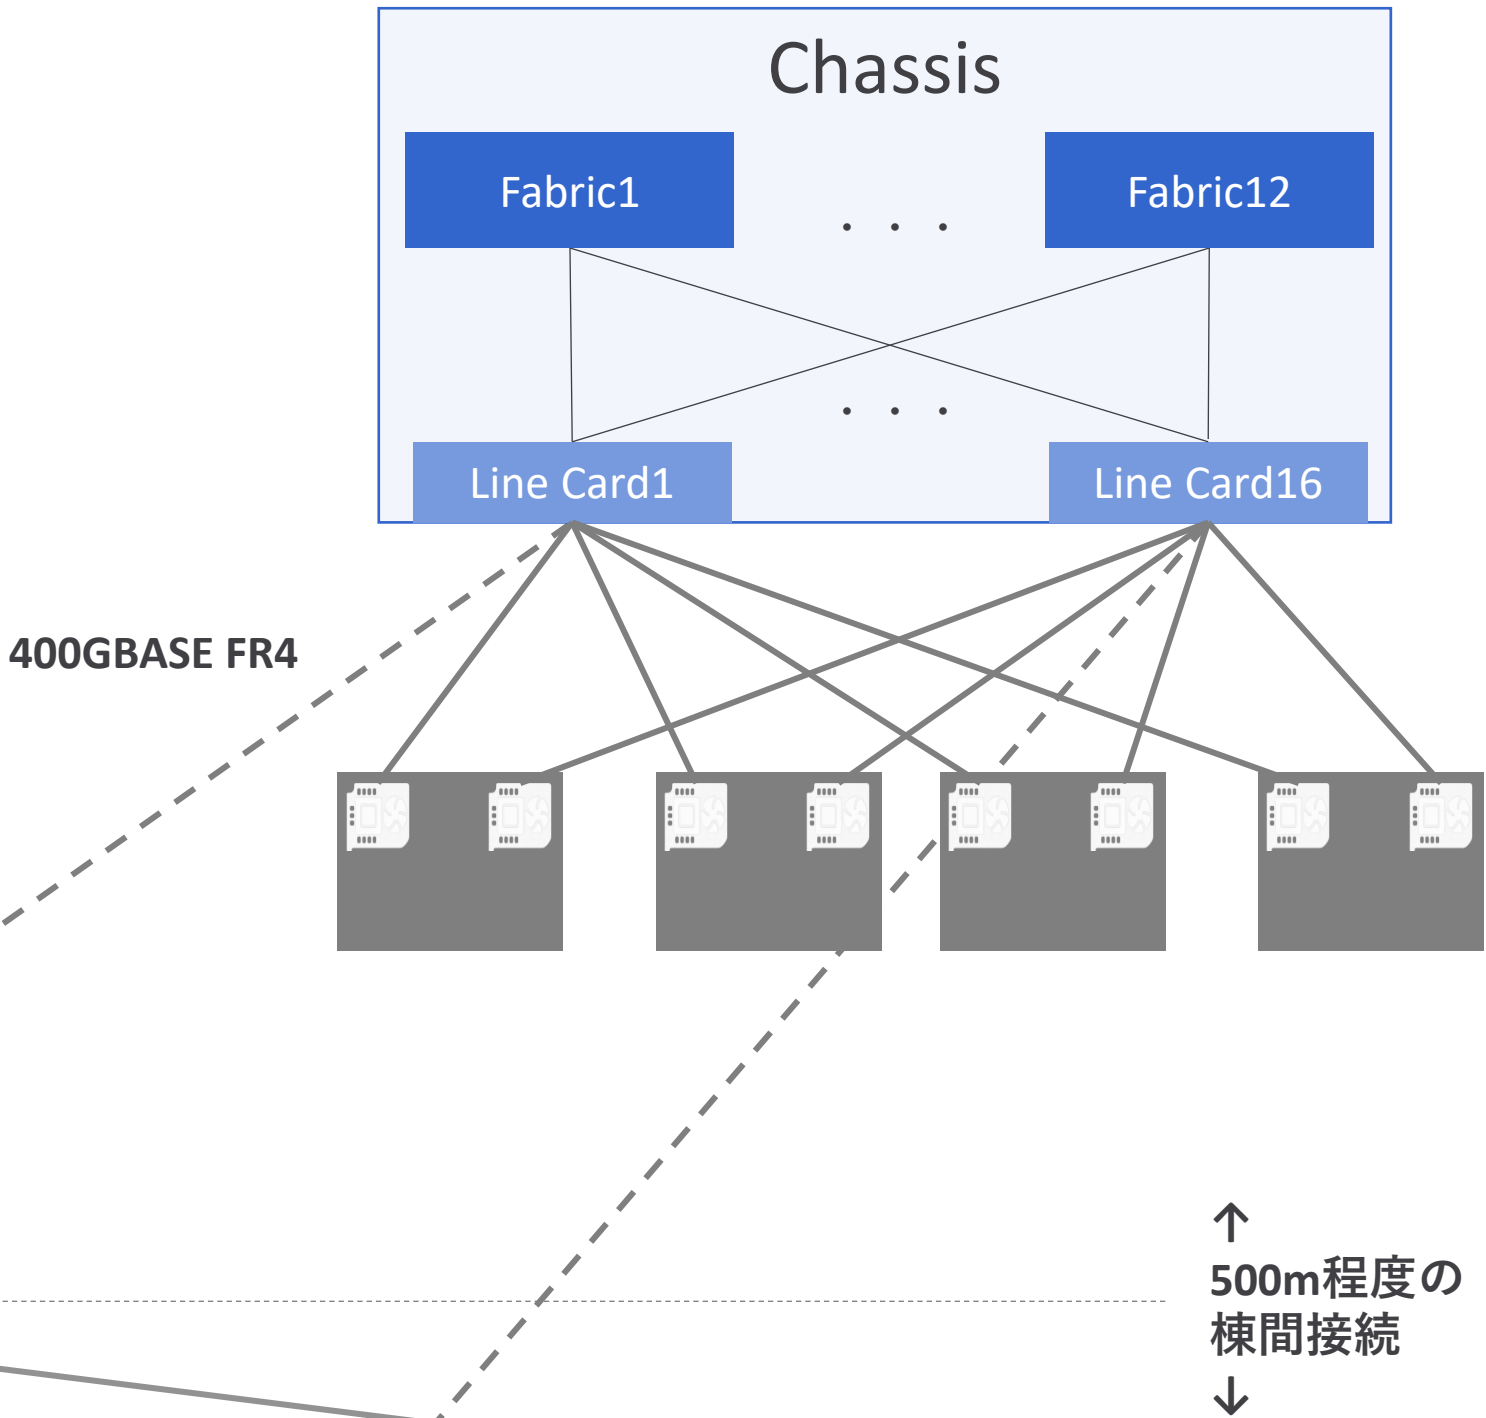 Chassis
Fabric1
・・・
Fabric12
・・・
Line Card1
Line Card16
400GBASE FR4
↑
500m程度の
棟間接続
↓